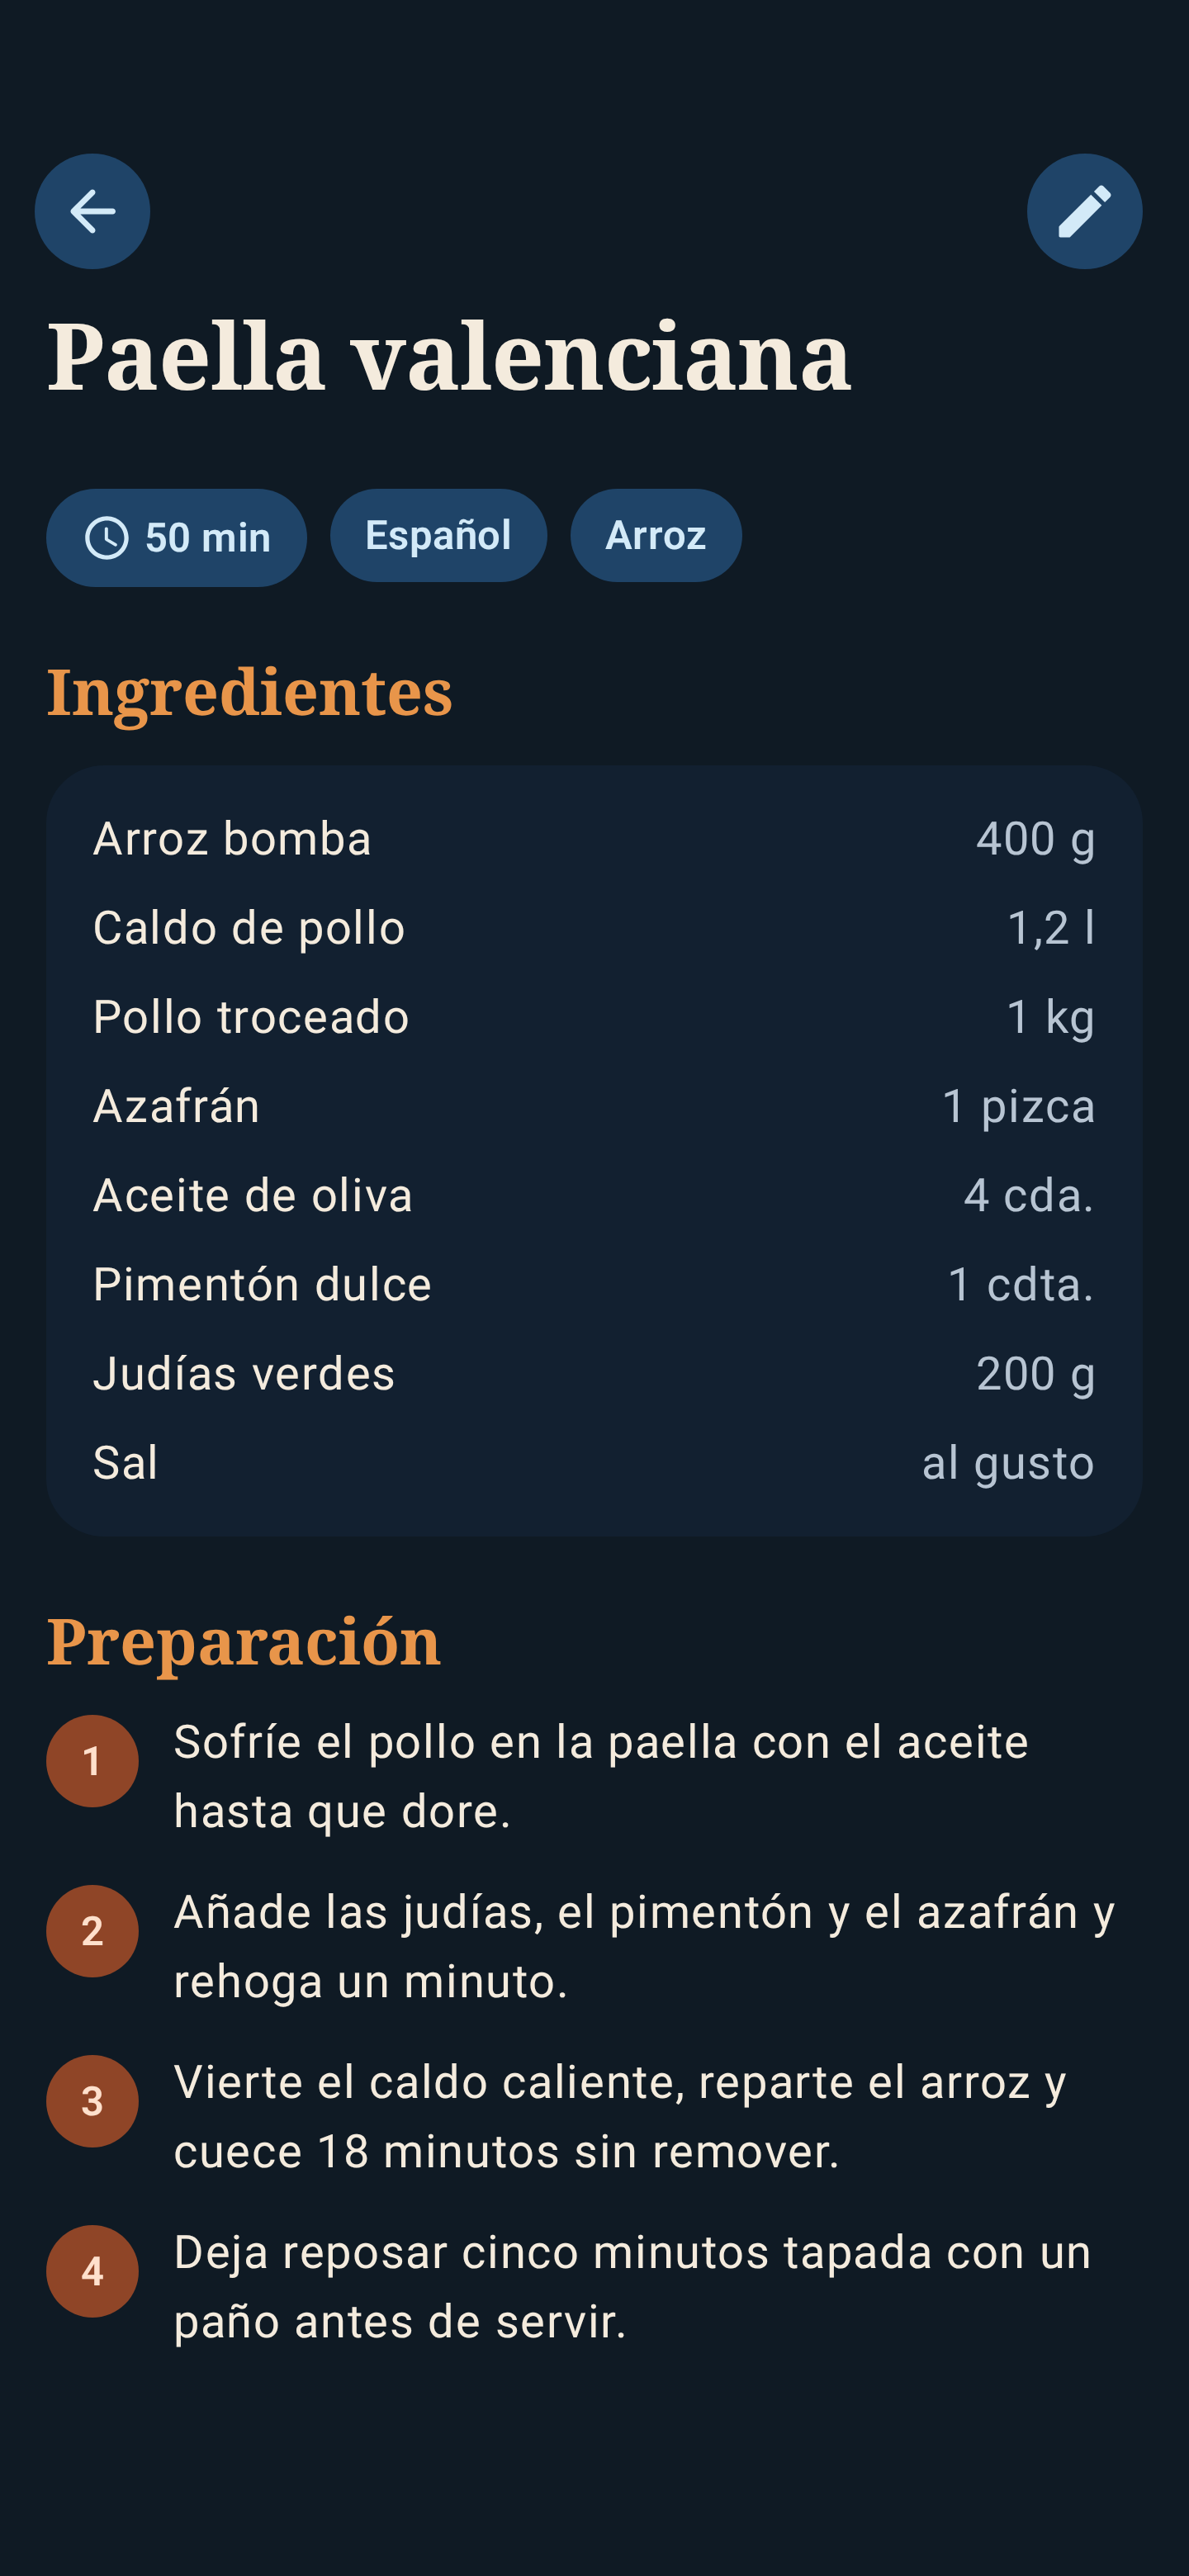 Paella valenciana
50 min
Español
Arroz
Ingredientes
Arroz bomba 400 g
Caldo de pollo 1,2 l
Pollo troceado 1 kg
Azafrán 1 pizca
Aceite de oliva 4 cda.
Pimentón dulce 1 cdta.
Judías verdes 200 g
Sal al gusto
Preparación
1 Sofríe el pollo en la paella con el aceite
hasta que dore.
2 Añade las judías, el pimentón y el azafrán y
rehoga un minuto.
3 Vierte el caldo caliente, reparte el arroz y
cuece 18 minutos sin remover.
4 Deja reposar cinco minutos tapada con un
paño antes de servir.